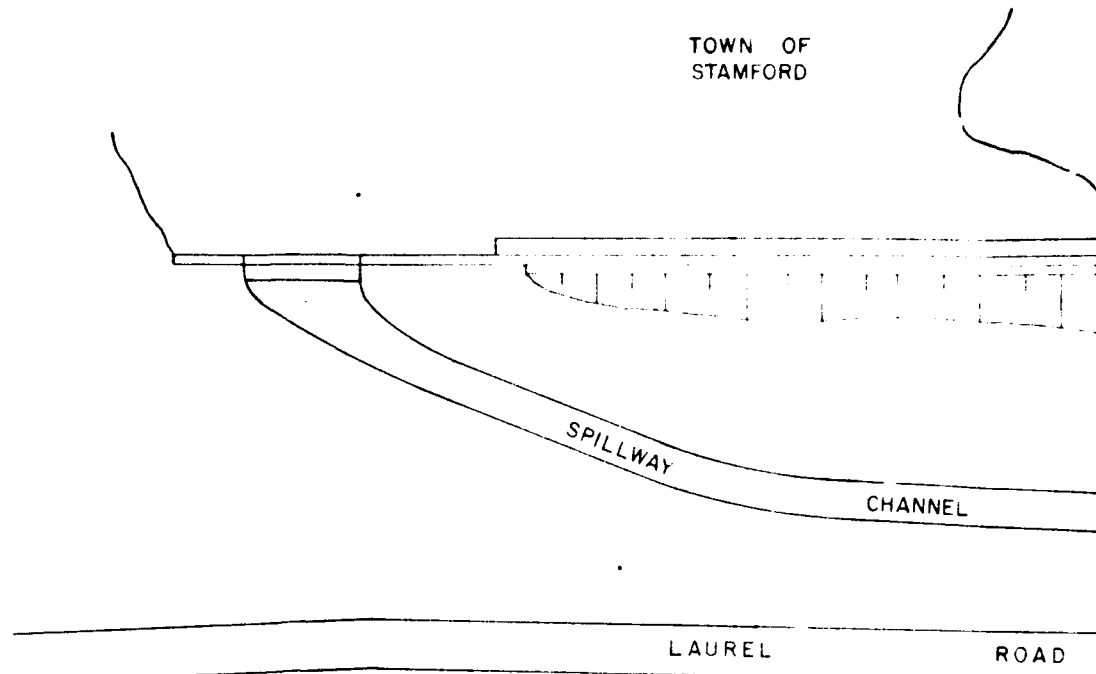 TOWN OF
STAMFORD
SPILLWAY
CHANNEL
LAUREL ROAD